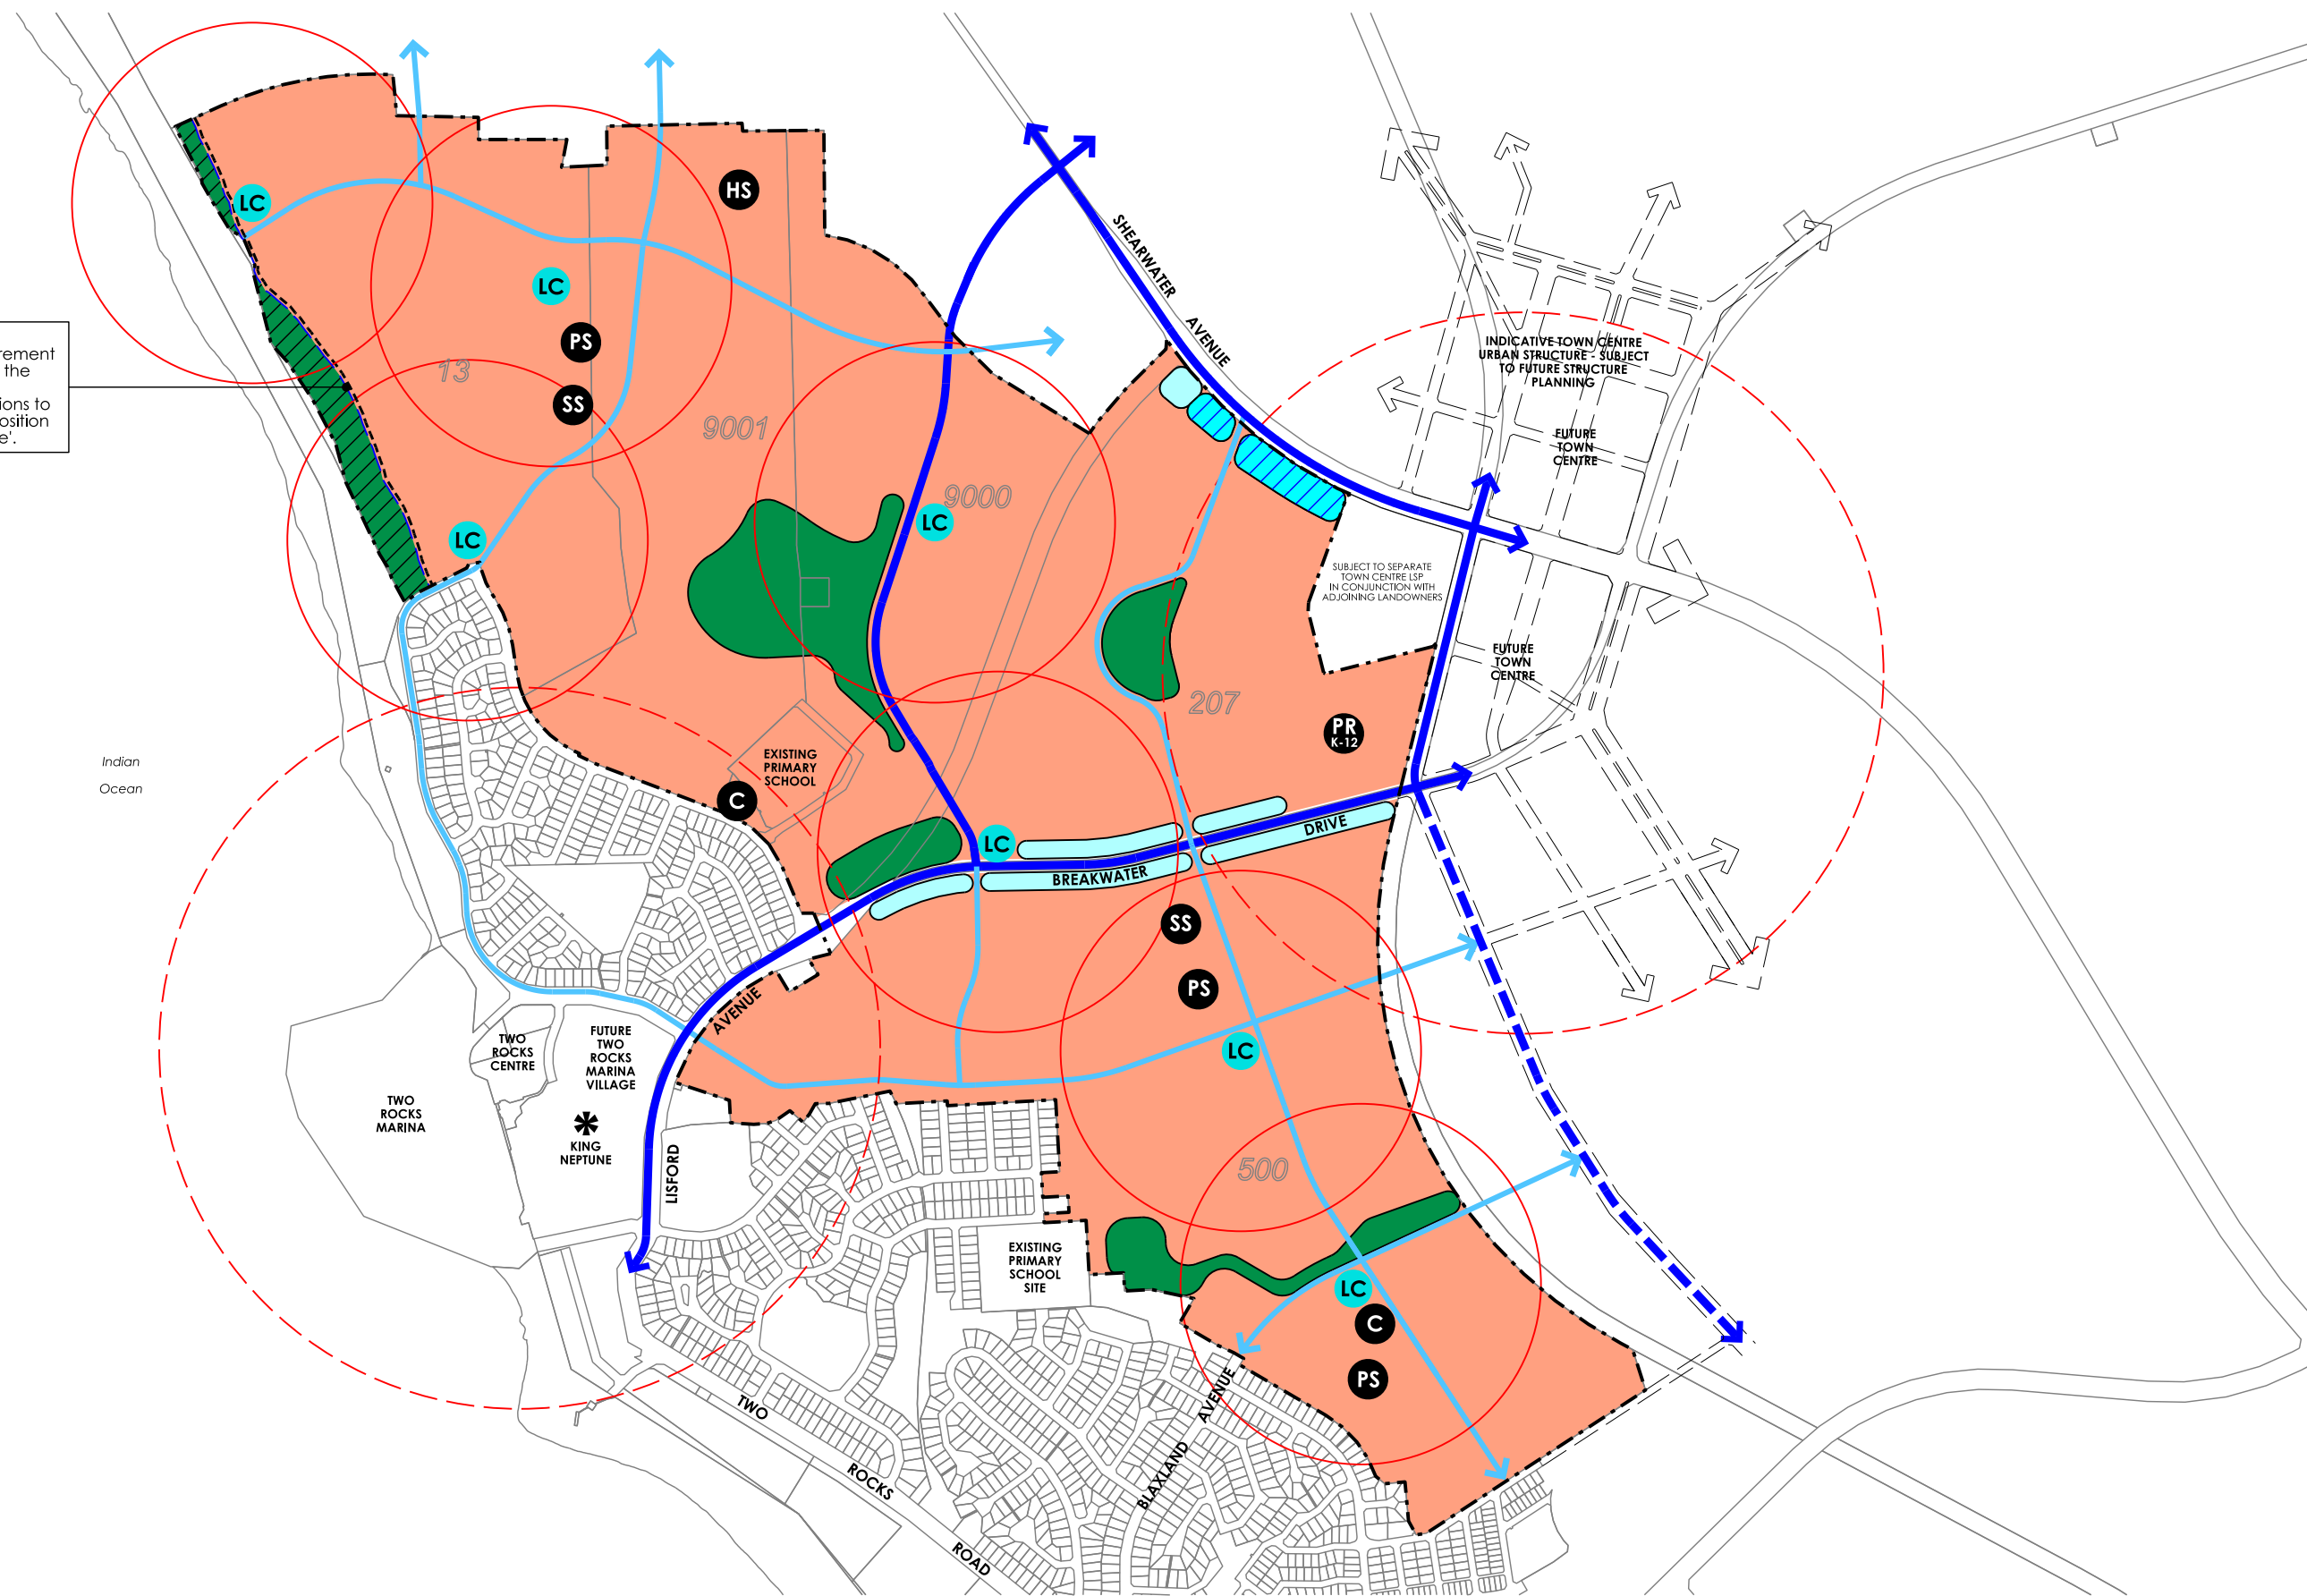 LC
HS
LC
SHEARWATER
AVENUE
rement
the
ions to
osition
e'.
PS
13
SS
9001
INDICATIVE TOWN CENTRE
URBAN STRUCTURE - SUBJECT
TO FUTURE STRUCTURE
PLANNING
FUTURE
TOWN
CENTRE
9000
LC
LC
SUBJECT TO SEPARATE
TOWN CENTRE LSP
IN CONJUNCTION WITH
ADJOINING LANDOWNERS
FUTURE
TOWN
CENTRE
207
PR
K-12
Indian
Ocean
EXISTING
PRIMARY
SCHOOL
C
LC
DRIVE
BREAKWATER
SS
PS
AVENUE
LC
TWO
ROCKS
CENTRE
FUTURE
TWO
ROCKS
MARINA
VILLAGE
TWO
ROCKS
MARINA
KING
NEPTUNE
LISFORD
500
EXISTING
PRIMARY
SCHOOL
SITE
LC
C
PS
TWO
ROCKS
ROAD
BLAXLAND
AVENUE